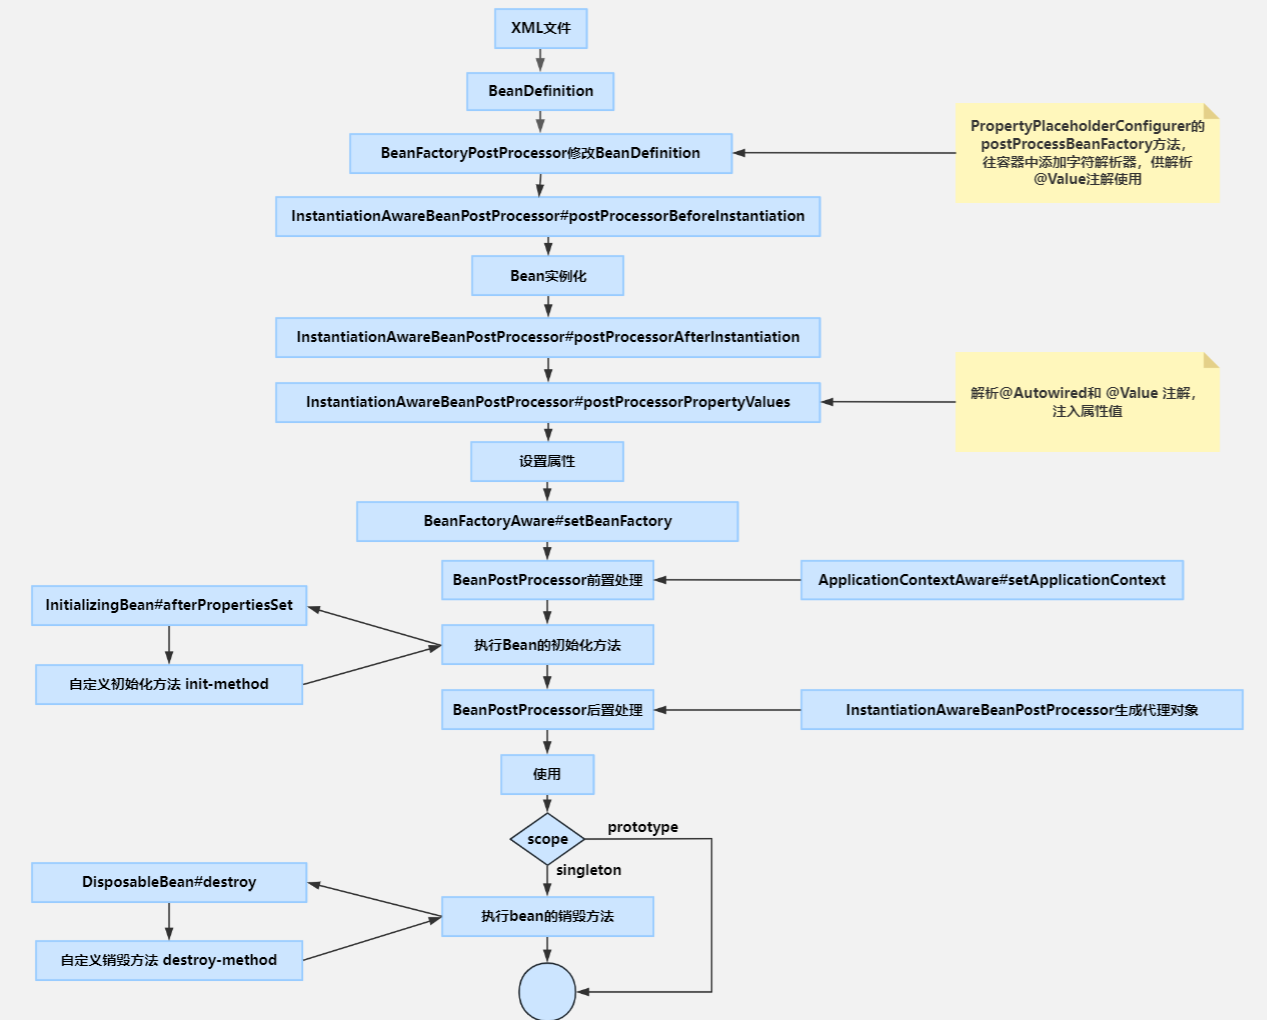 XML文件
BeanDefinition
PropertyPlaceholderConfigurer的
postProcessBeanFactory方法，
往容器中添加字符解析器，供解析
@Value注解使用
BeanFactoryPostProcessor修改BeanDefinition
InstantiationAwareBeanPostProcessor#postProcessorBeforeInstantiation
Bean实例化
InstantiationAwareBeanPostProcessor#postProcessorAfterInstantiation
解析@Autowired和 @Value 注解，
注入属性值
InstantiationAwareBeanPostProcessor#postProcessorPropertyValues
设置属性
BeanFactoryAware#setBeanFactory
BeanPostProcessor前置处理
ApplicationContextAware#setApplicationContext
InitializingBean#afterPropertiesSet
执行Bean的初始化方法
自定义初始化方法 init-method
BeanPostProcessor后置处理
InstantiationAwareBeanPostProcessor生成代理对象
使用
scope
prototype
singleton
DisposableBean#destroy
执行bean的销毁方法
自定义销毁方法 destroy-method